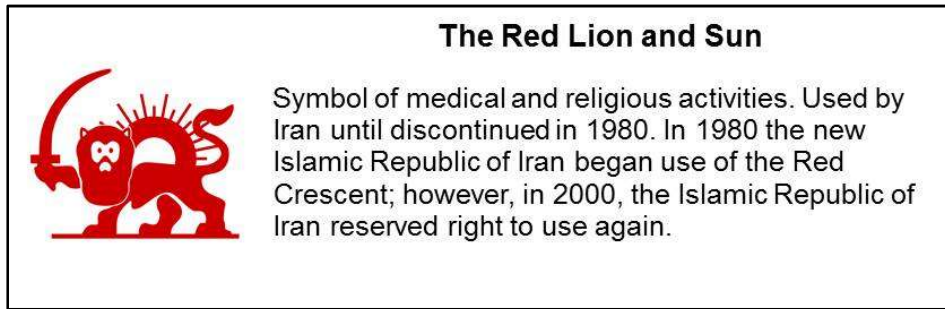 The Red Lion and Sun
Symbol of medical and religious activities. Used by
Iran until discontinued in 1980. In 1980 the new
Islamic Republic of Iran began use of the Red
Crescent; however, in 2000, the Islamic Republic of
Iran reserved right to use again.